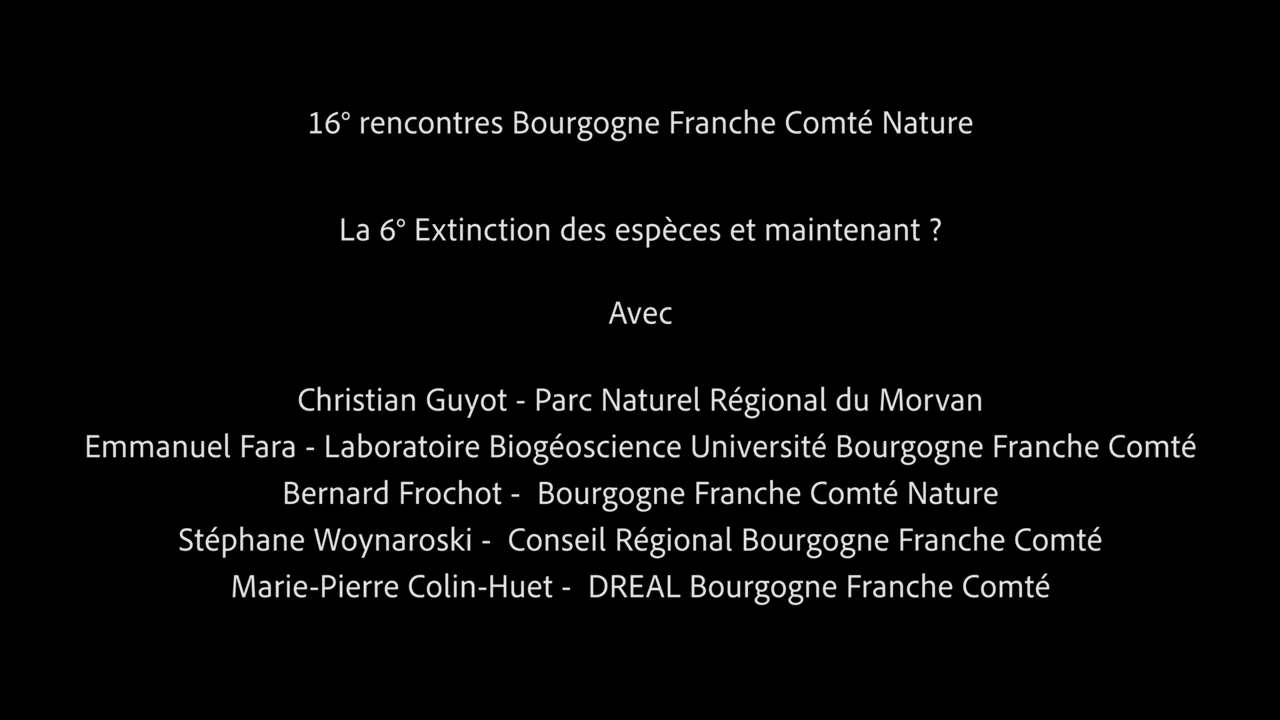 16° rencontres Bourgogne Franche Comté Nature
La 6° Extinction des espèces et maintenant ?
Avec
Christian Guyot - Parc Naturel Régional du Morvan
Emmanuel Fara - Laboratoire Biogéoscience Université Bourgogne Franche Comté
Bernard Frochot - Bourgogne Franche Comté Nature
Stéphane Woynaroski - Conseil Régional Bourgogne Franche Comté
Marie-Pierre Colin-Huet - DREAL Bourgogne Franche Comté